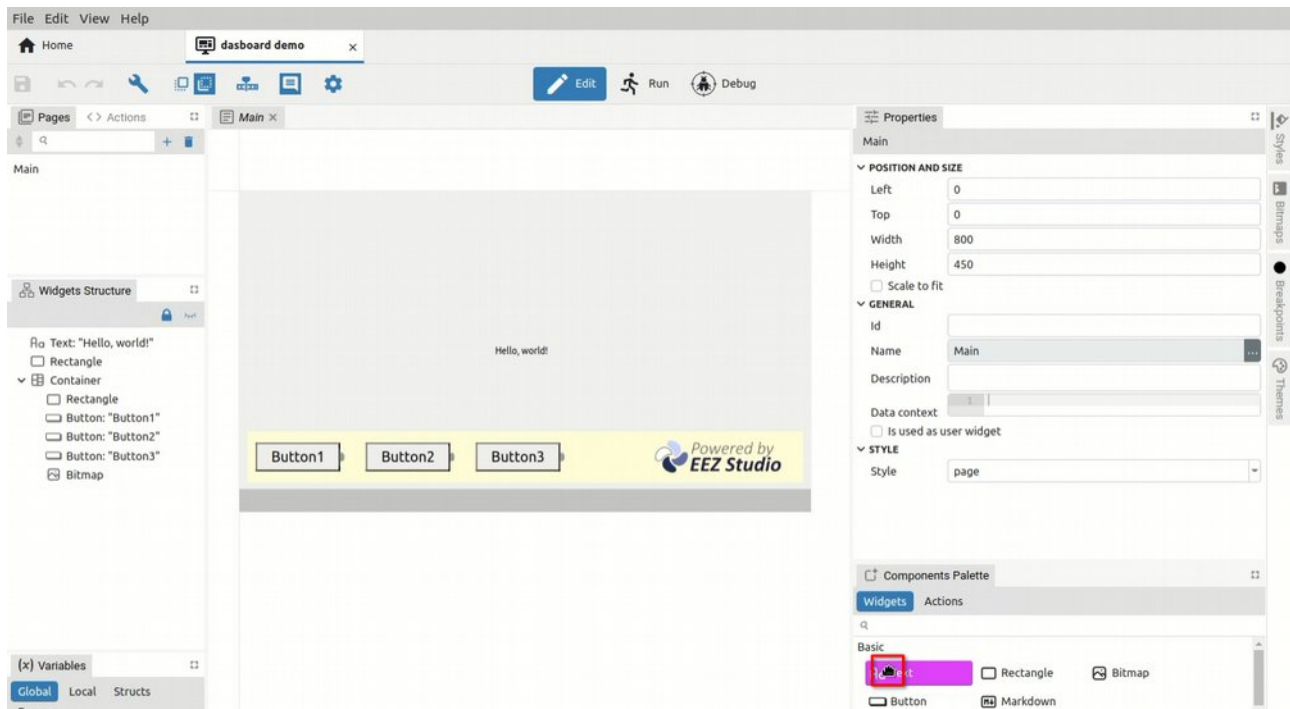 File Edit View Help
Home
dasboard demo
Edit
Run
Debug
Pages
Actions
Main
Widgets Structure
Text: "Hello, world!"
Rectangle
Container
Rectangle
Button: "Button1"
Button: "Button2"
Button: "Button3"
Bitmap
(x) Variables
Global Local Structs
Main
Hello, world!
Button1 Button2 Button3
Powered by
EEZ Studio
Properties
Main
POSITION AND SIZE
Left 0
Top 0
Width 800
Height 450
Scale to fit
GENERAL
Id
Name Main
Description
Data context 1
Is used as user widget
STYLE
Style page
Components Palette
Widgets Actions
Basic
Rectangle Bitmap
Button Markdown
Styles
Bitmaps
Breakpoints
Themes